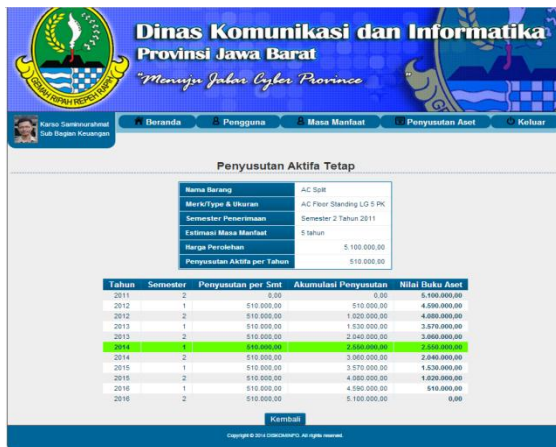 Dinas Komunikasi dan Informatika
Provinsi Jawa Barat
"Menuju Jabar Cyber Province
GEMAH RIPAH REPEH RAPIH
Karso Saminnurahmat
Sub Bagian Keuangan
Beranda Pengguna Masa Manfaat Penyusutan Aset Keluar
Penyusutan Aktifa Tetap
Nama Barang AC Split
Merk/Type & Ukuran AC Floor Standing LG 5 PK
Semester Penerimaan Semester 2 Tahun 2011
Estimasi Masa Manfaat 5 tahun
Harga Perolehan 5.100.000,00
Penyusutan Aktifa per Tahun 510.000,00
Tahun Semester Penyusutan per Smt Akumulasi Penyusutan Nilai Buku Aset
2011 2 0,00 0,00 5.100.000,00
2012 1 510.000,00 510.000,00 4.590.000,00
2012 2 510.000,00 1.020.000,00 4.080.000,00
2013 1 510.000,00 1.530.000,00 3.570.000,00
2013 2 510.000,00 2.040.000,00 3.060.000,00
2014 1 510.000,00 2.550.000,00 2.550.000,00
2014 2 510.000,00 3.060.000,00 2.040.000,00
2015 1 510.000,00 3.570.000,00 1.530.000,00
2015 2 510.000,00 4.080.000,00 1.020.000,00
2016 1 510.000,00 4.590.000,00 510.000,00
2016 2 510.000,00 5.100.000,00 0,00
Kembali
Copyright © 2014 DISKOMINFO. All rights reserved.